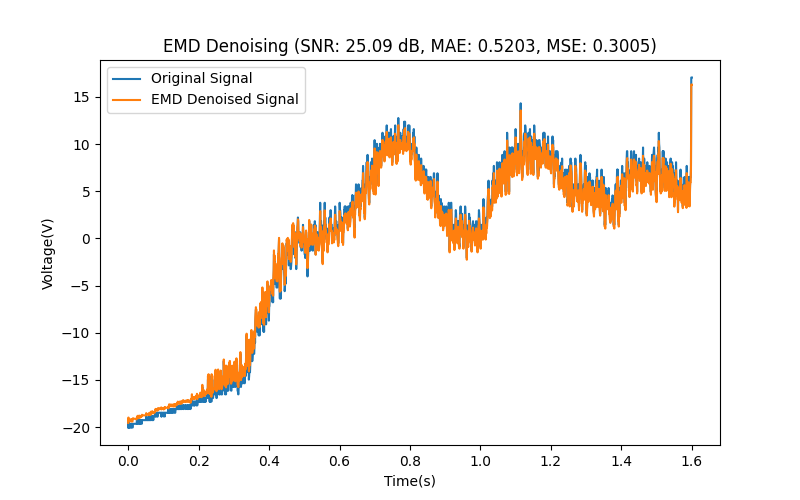 EMD Denoising (SNR: 25.09 dB, MAE: 0.5203, MSE: 0.3005)
Original Signal
EMD Denoised Signal
Voltage(V)
15
10
5
0
−5
−10
−15
−20
0.0 0.2 0.4 0.6 0.8 1.0 1.2 1.4 1.6
Time(s)